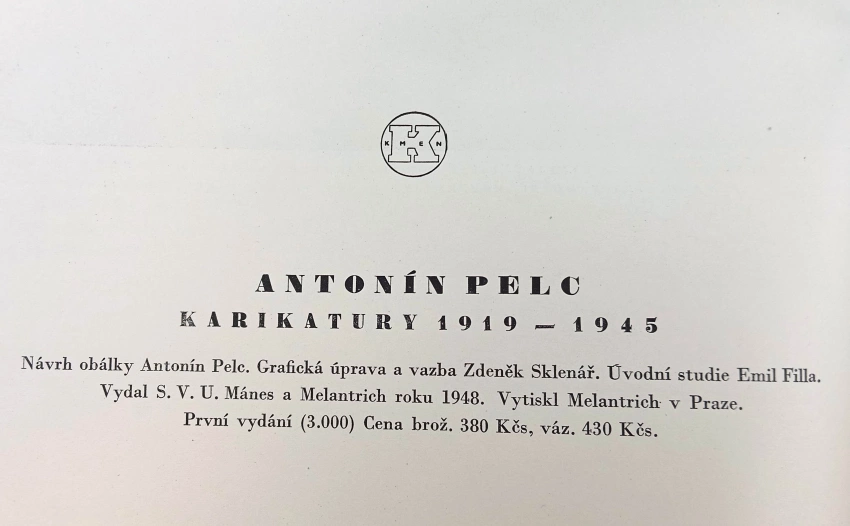 KMEN
ANTONÍN PELC
KARIKATURY 1919 — 1945
Návrh obálky Antonín Pelc. Grafická úprava a vazba Zdeněk Sklenář. Úvodní studie Emil Filla.
Vydal S. V. U. Mánes a Melantrich roku 1948. Vytiskl Melantrich v Praze.
První vydání (3.000) Cena brož. 380 Kčs, váz. 430 Kčs.